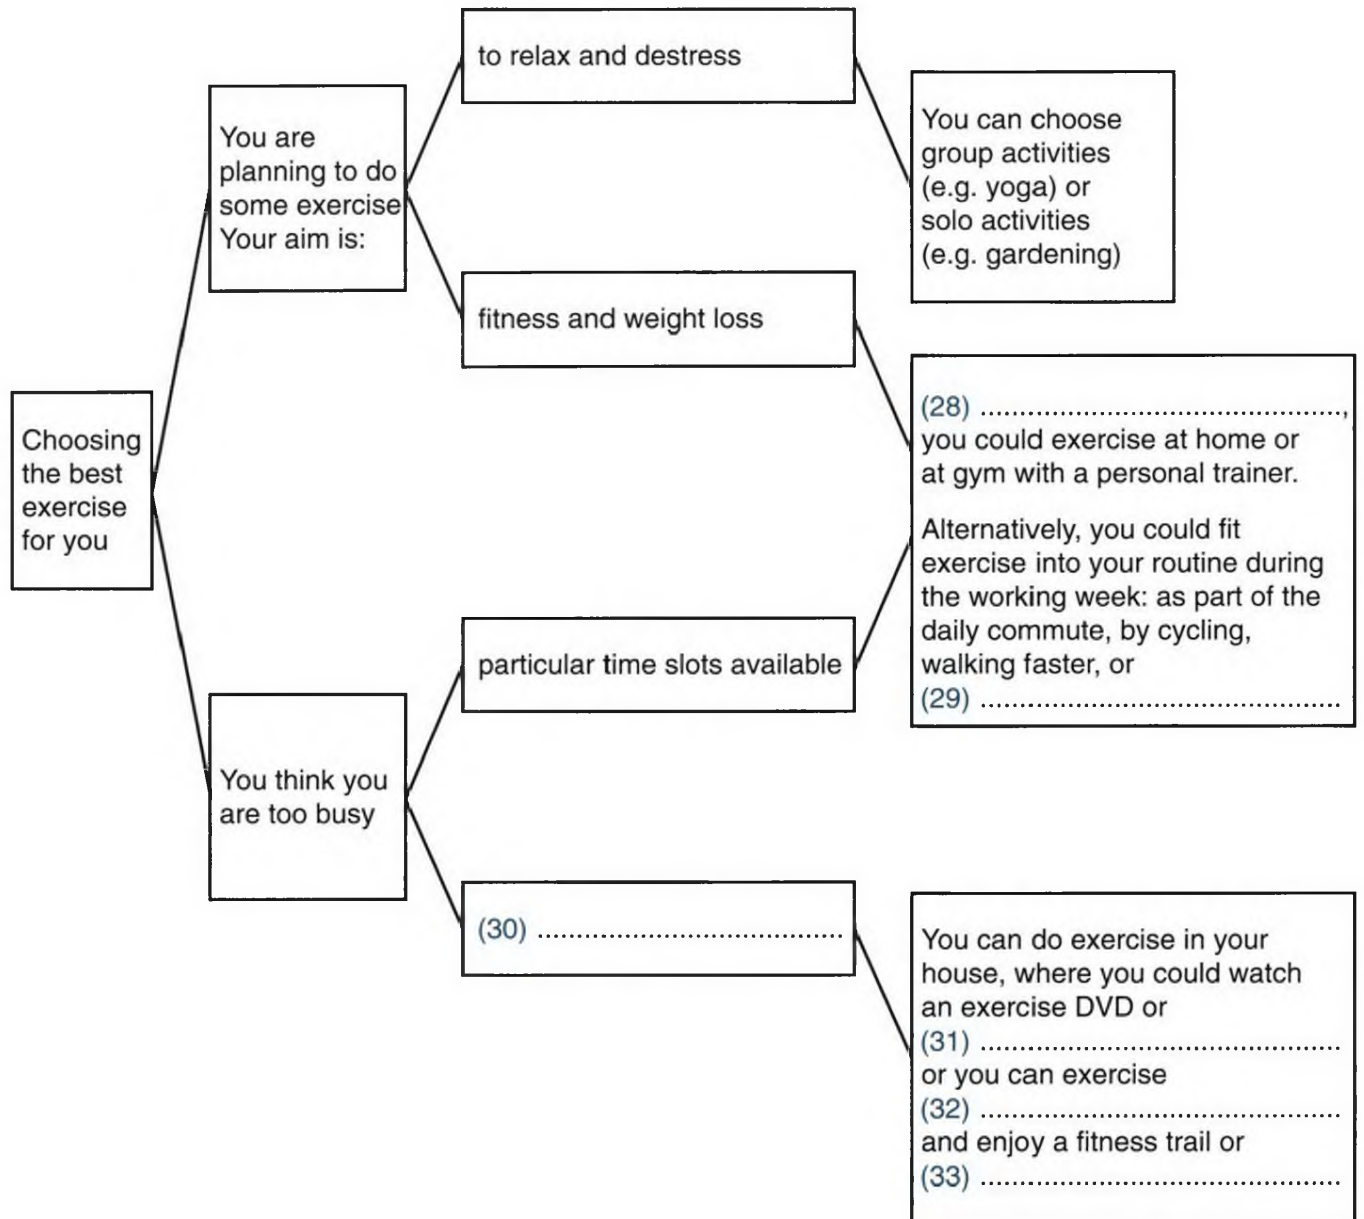 Choosing
the best
exercise
for you
You are
planning to do
some exercise
Your aim is:
to relax and destress
You can choose
group activities
(e.g. yoga) or
solo activities
(e.g. gardening)
fitness and weight loss
(28) ..............................................,
you could exercise at home or
at gym with a personal trainer.
Alternatively, you could fit
exercise into your routine during
the working week: as part of the
daily commute, by cycling,
walking faster, or
(29) ..............................................
You think you
are too busy
particular time slots available
(30) .......................................
You can do exercise in your
house, where you could watch
an exercise DVD or
(31) ..............................................
or you can exercise
(32) ..............................................
and enjoy a fitness trail or
(33) ..............................................